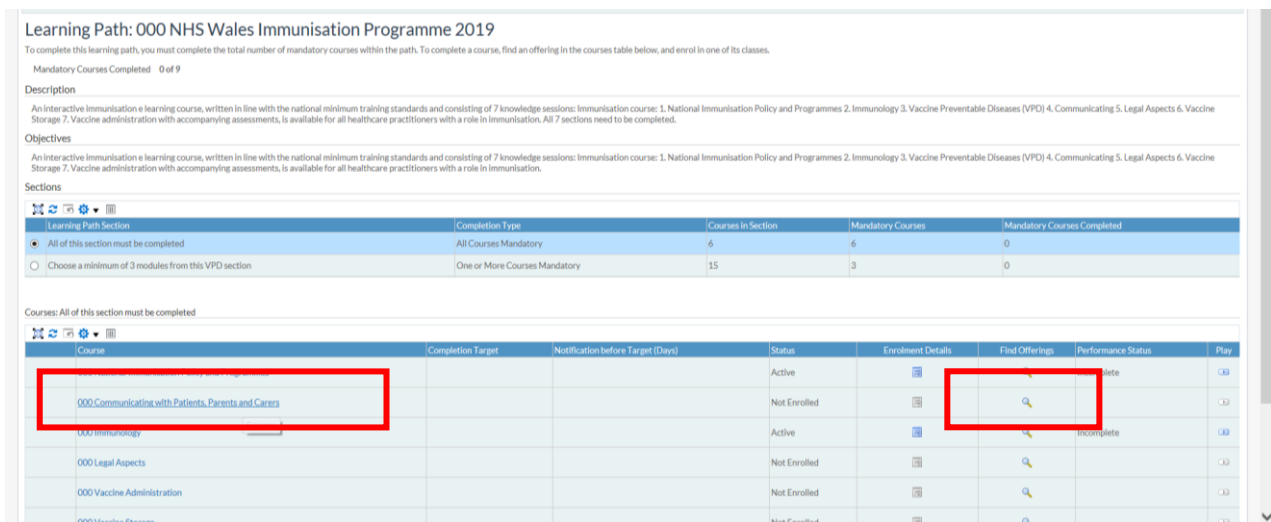 Learning Path: 000 NHS Wales Immunisation Programme 2019
To complete this learning path, you must complete the total number of mandatory courses within the path. To complete a course, find an offering in the courses table below, and enrol in one of its classes.
Mandatory Courses Completed 0 of 9
Description
An interactive immunisation e learning course, written in line with the national minimum training standards and consisting of 7 knowledge sessions: Immunisation course: 1. National Immunisation Policy and Programmes 2. Immunology 3. Vaccine Preventable Diseases (VPD) 4. Communicating 5. Legal Aspects 6. Vaccine
Storage 7. Vaccine administration with accompanying assessments, is available for all healthcare practitioners with a role in immunisation. All 7 sections need to be completed.
Objectives
An interactive immunisation e learning course, written in line with the national minimum training standards and consisting of 7 knowledge sessions: Immunisation course: 1. National Immunisation Policy and Programmes 2. Immunology 3. Vaccine Preventable Diseases (VPD) 4. Communicating 5. Legal Aspects 6. Vaccine
Storage 7. Vaccine administration with accompanying assessments, is available for all healthcare practitioners with a role in immunisation.
Sections
Learning Path Section Completion Type Courses in Section Mandatory Courses Mandatory Courses Completed
All of this section must be completed All Courses Mandatory 6 6 0
Choose a minimum of 3 modules from this VPD section One or More Courses Mandatory 15 3 0
Courses: All of this section must be completed
Course Completion Target Notification before Target (Days) Status Enrolment Details Find Offerings Performance Status Play
Active
000 Communicating with Patients, Parents and Carers Not Enrolled
000 Immunology Active Incomplete
000 Legal Aspects Not Enrolled
000 Vaccine Administration Not Enrolled